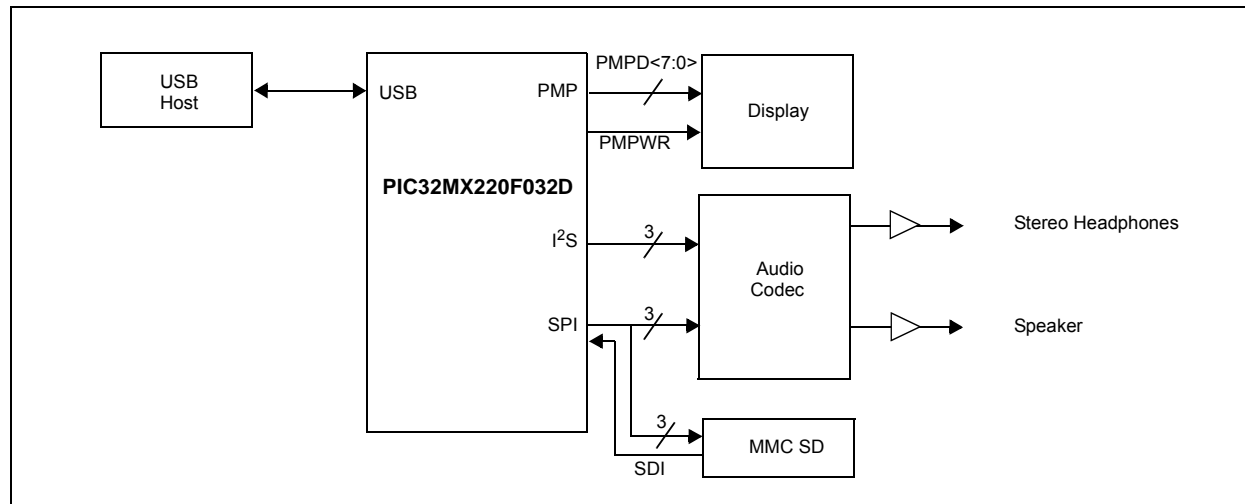 USB
Host
USB
PMP
PMPD<7:0>
PMPWR
Display
PIC32MX220F032D
I²S
3
Audio
Codec
Stereo Headphones
SPI
3
Speaker
3
SDI
MMC SD